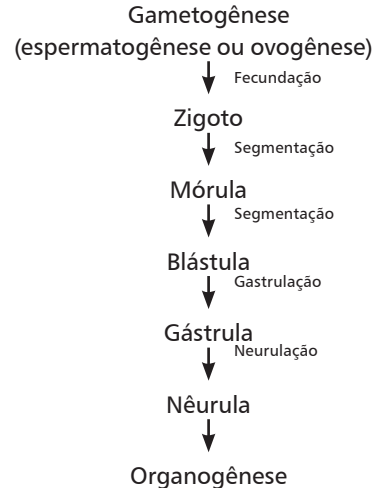 Gametogênese
(espermatogênese ou ovogênese)
Fecundação
Zigoto
Segmentação
Mórula
Segmentação
Blástula
Gastrulação
Gástrula
Neurulação
Nêurula
Organogênese